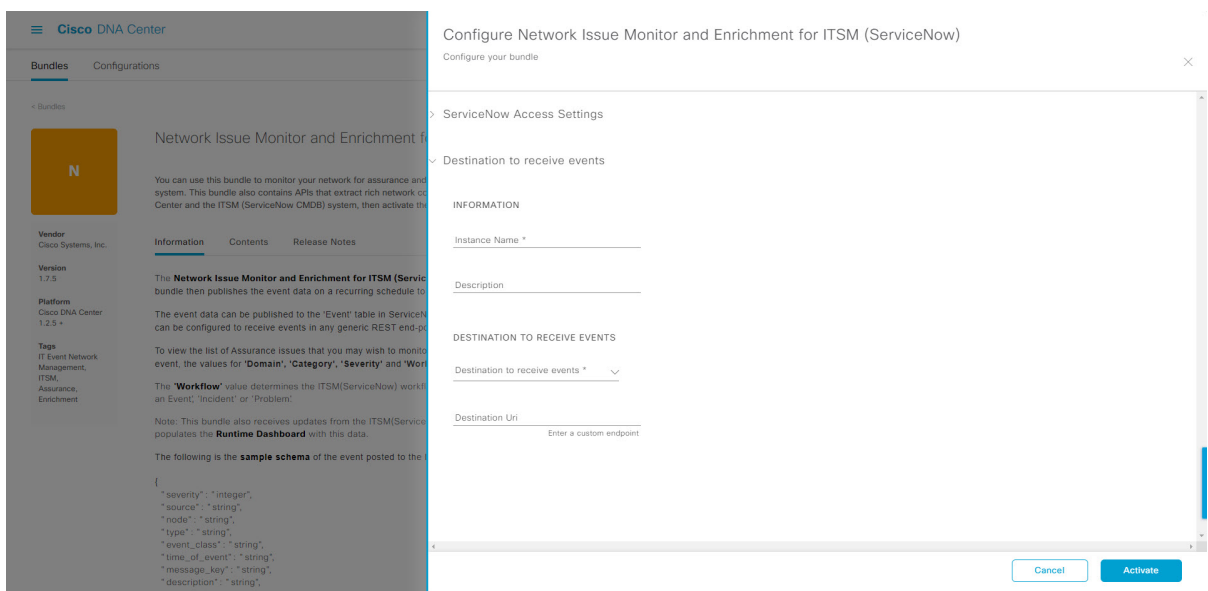 Cisco DNA Center
Bundles Configurations
< Bundles
N
Vendor
Cisco Systems, Inc.
Version
1.7.5
Platform
Cisco DNA Center
1.2.5 +
Tags
IT Event Network
Management,
ITSM,
Assurance,
Enrichment
Network Issue Monitor and Enrichment
You can use this bundle to monitor your network for assurance and
system. This bundle also contains APIs that extract rich network
Center and the ITSM (ServiceNow CMDB) system, then activate
Information Contents Release Notes
The Network Issue Monitor and Enrichment for ITSM (Servic
bundle then publishes the event data on a recurring schedule to
The event data can be published to the 'Event' table in ServiceN
can be configured to receive events in any generic REST end-po
To view the list of Assurance issues that you may wish to monito
event, the values for 'Domain', 'Category', 'Severity' and 'Worl
The 'Workflow' value determines the ITSM(ServiceNow) workfl
an Event', 'Incident' or 'Problem'.
Note: This bundle also receives updates from the ITSM(Service
populates the Runtime Dashboard with this data.
The following is the sample schema of the event posted to the
{
"severity" : "integer",
"source" : "string",
"node" : "string",
"type" : "string",
"event_class" : "string",
"time_of_event" : "string",
"message_key" : "string",
"description" : "string",
Configure Network Issue Monitor and Enrichment for ITSM (ServiceNow)
Configure your bundle
ServiceNow Access Settings
Destination to receive events
INFORMATION
Instance Name *
Description
DESTINATION TO RECEIVE EVENTS
Destination to receive events *
Destination Uri
Enter a custom endpoint
Cancel Activate